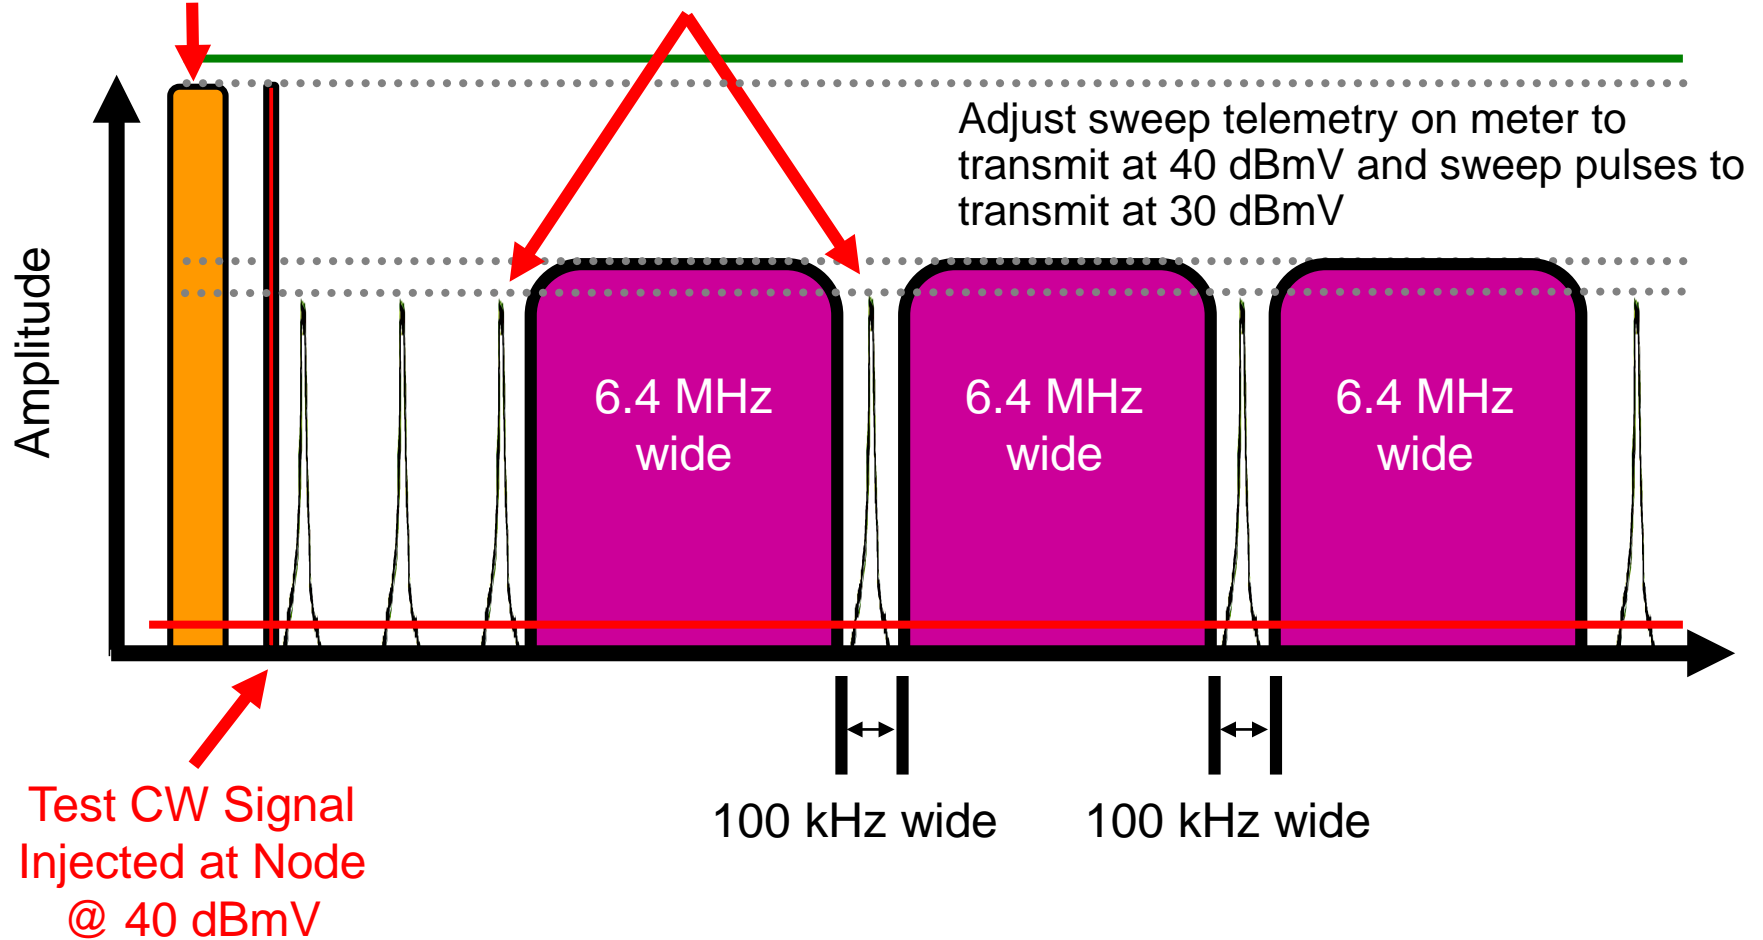 Adjust sweep telemetry on meter to
transmit at 40 dBmV and sweep pulses to
transmit at 30 dBmV
Amplitude
6.4 MHz
wide
6.4 MHz
wide
6.4 MHz
wide
100 kHz wide
100 kHz wide
Test CW Signal
Injected at Node
@ 40 dBmV